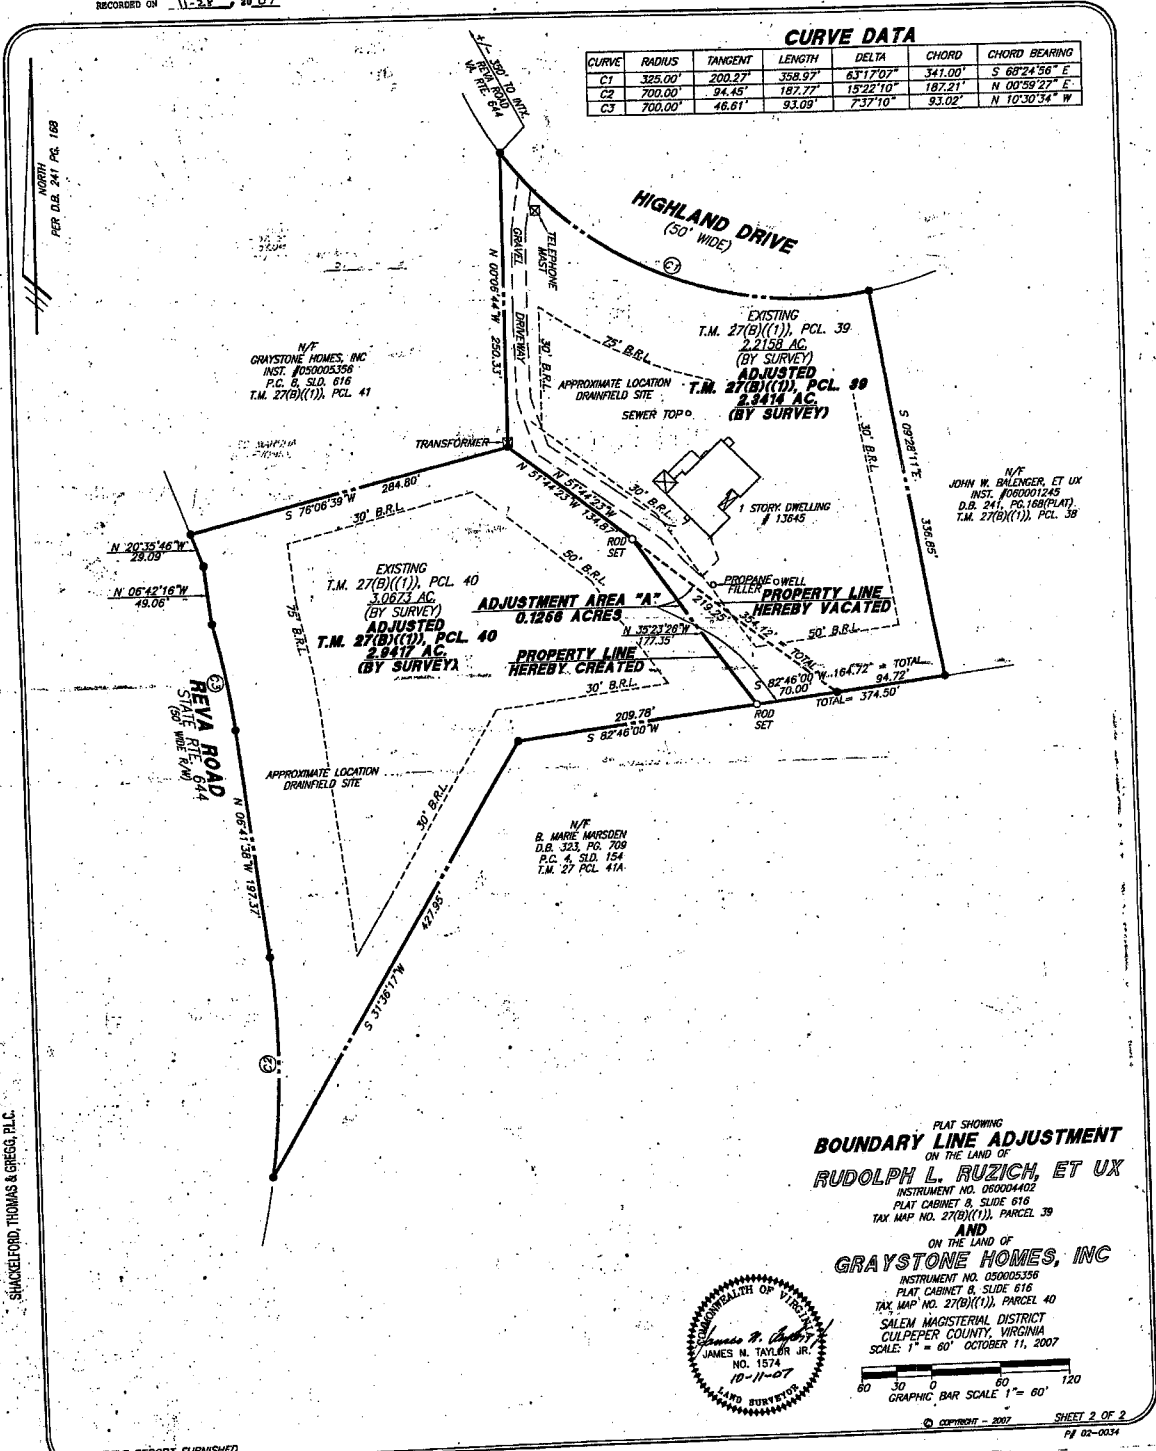 RECORDED ON 11-28, 2007
CURVE DATA
CURVE RADIUS TANGENT LENGTH DELTA CHORD CHORD BEARING
C1 325.00' 200.27' 358.97' 63°17'07" 341.00' S 68°24'56" E
C2 700.00' 94.45' 187.77' 15°22'10" 187.21' N 00°59'27" E
C3 700.00' 46.61' 93.09' 7°37'10" 93.02' N 10°30'34" W
+/- 350' TO INTX.
REVA ROAD
VA. RTE. 644
NORTH
PER D.B. 241 PG. 168
HIGHLAND DRIVE
(50' WIDE)
C1
TELEPHONE
MAST
GRAVEL DRIVEWAY
N 00°06'44" W 250.33'
30' B.R.L.
75' B.R.L.
EXISTING
T.M. 27(B)((1)), PCL. 39
2.2158 AC.
(BY SURVEY)
ADJUSTED
T.M. 27(B)((1)), PCL. 39
2.3414 AC.
(BY SURVEY)
N/F
GRAYSTONE HOMES, INC
INST. #050005356
P.C. 8, SLD. 616
T.M. 27(B)((1)), PCL 41
APPROXIMATE LOCATION
DRAINFIELD SITE
SEWER TOP
TRANSFORMER
30' B.R.L.
S 09°28'11"E
336.85'
N/F
JOHN W. BALENGER, ET UX
INST. #060001245
D.B. 241, PG.168(PLAT)
T.M. 27(B)((1)), PCL 38
S 76°06'39" W 284.80'
30' B.R.L.
N 51°44'23"W
N 51°44'23"W
134.87'
30' B.R.L.
1 STORY DWELLING
# 13645
ROD
SET
N 20°35'46" W
29.09'
N 06°42'16"W
49.06'
50' B.R.L.
EXISTING
T.M. 27(B)((1)), PCL 40
3.0673 AC.
(BY SURVEY)
ADJUSTED
T.M. 27(B)((1)), PCL 40
2.9417 AC.
(BY SURVEY)
75' B.R.L.
ADJUSTMENT AREA "A"
0.1256 ACRES
PROPANE
FILLER
WELL
PROPERTY LINE
HEREBY VACATED
219.25'
354.12' = TOTAL
N 35°23'26"W
177.35'
PROPERTY LINE
HEREBY CREATED
50' B.R.L.
30' B.R.L.
S 82°46'00"W 164.72' = TOTAL
70.00' 94.72'
TOTAL= 374.50'
ROD
SET
209.78'
S 82°46'00"W
C3
REVA ROAD
STATE RTE. 644
(50' WIDE R/W)
APPROXIMATE LOCATION
DRAINFIELD SITE
30' B.R.L.
N 06°41'38"W 197.37'
N/F
B. MARIE MARSDEN
D.B. 323, PG. 709
P.C. 4, SLD. 154
T.M. 27 PCL. 41A
427.95'
S 31°36'17"W
C2
SHACKELFORD, THOMAS & GREGG, P.L.C.
PLAT SHOWING
BOUNDARY LINE ADJUSTMENT
ON THE LAND OF
RUDOLPH L. RUZICH, ET UX
INSTRUMENT NO. 060004402
PLAT CABINET 8, SLIDE 616
TAX MAP NO. 27(B)((1)), PARCEL 39
AND
ON THE LAND OF
GRAYSTONE HOMES, INC
INSTRUMENT NO. 050005356
PLAT CABINET 8, SLIDE 616
TAX MAP NO. 27(B)((1)), PARCEL 40
SALEM MAGISTERIAL DISTRICT
CULPEPER COUNTY, VIRGINIA
SCALE: 1" = 60' OCTOBER 11, 2007
60 30 0 60 120
GRAPHIC BAR SCALE 1"= 60'
COMMONWEALTH OF VIRGINIA
James N. Taylor Jr.
JAMES N. TAYLOR JR.
NO. 1574
10-11-07
LAND SURVEYOR
© COPYRIGHT - 2007
SHEET 2 OF 2
P# 02-0034
REPORT FURNISHED